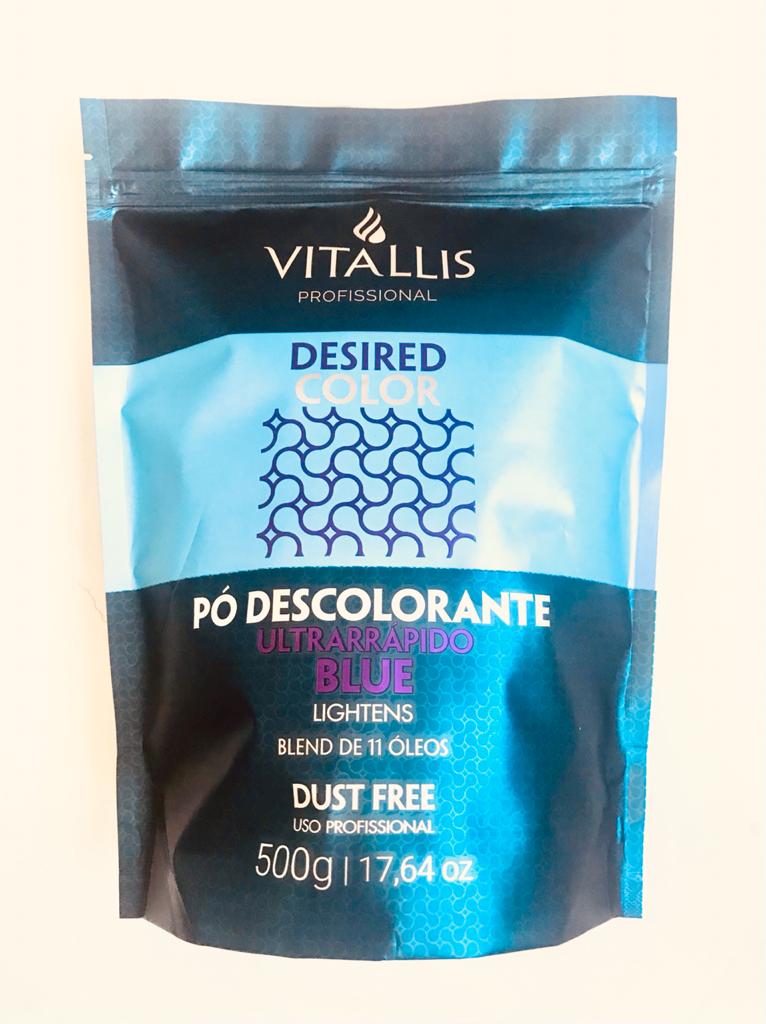 VITALLIS
PROFISSIONAL
DESIRED
COLOR
PÓ DESCOLORANTE
ULTRARRÁPIDO
BLUE
LIGHTENS
BLEND DE 11 ÓLEOS
DUST FREE
USO PROFISSIONAL
500g | 17,64 oz